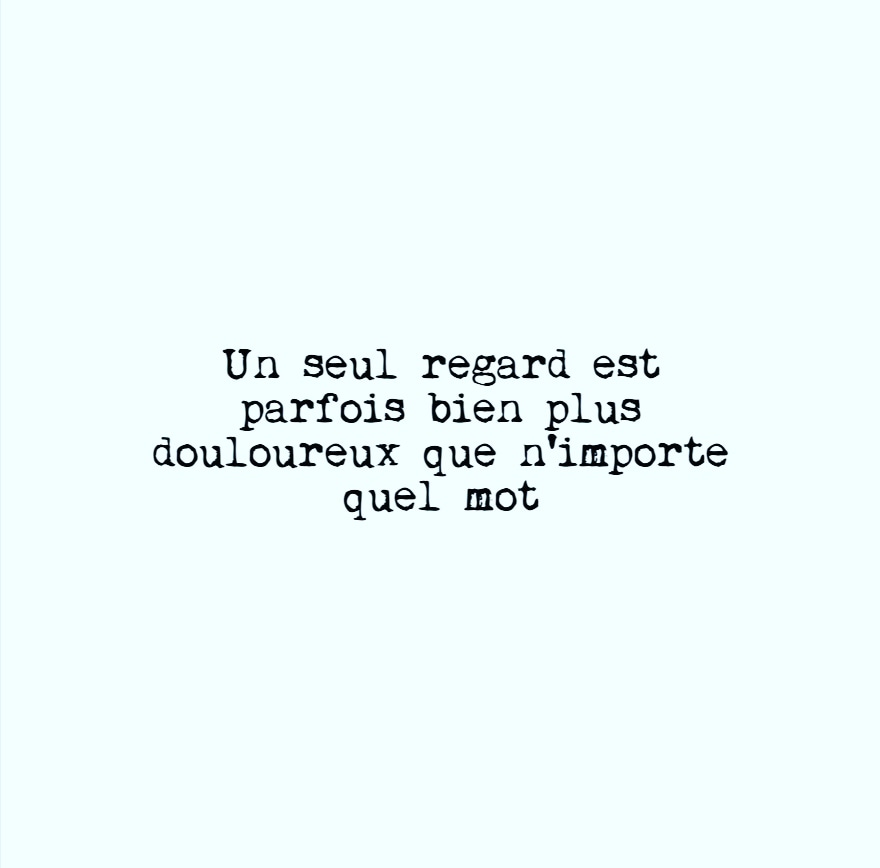 Un seul regard est
parfois bien plus
douloureux que n'importe
quel mot